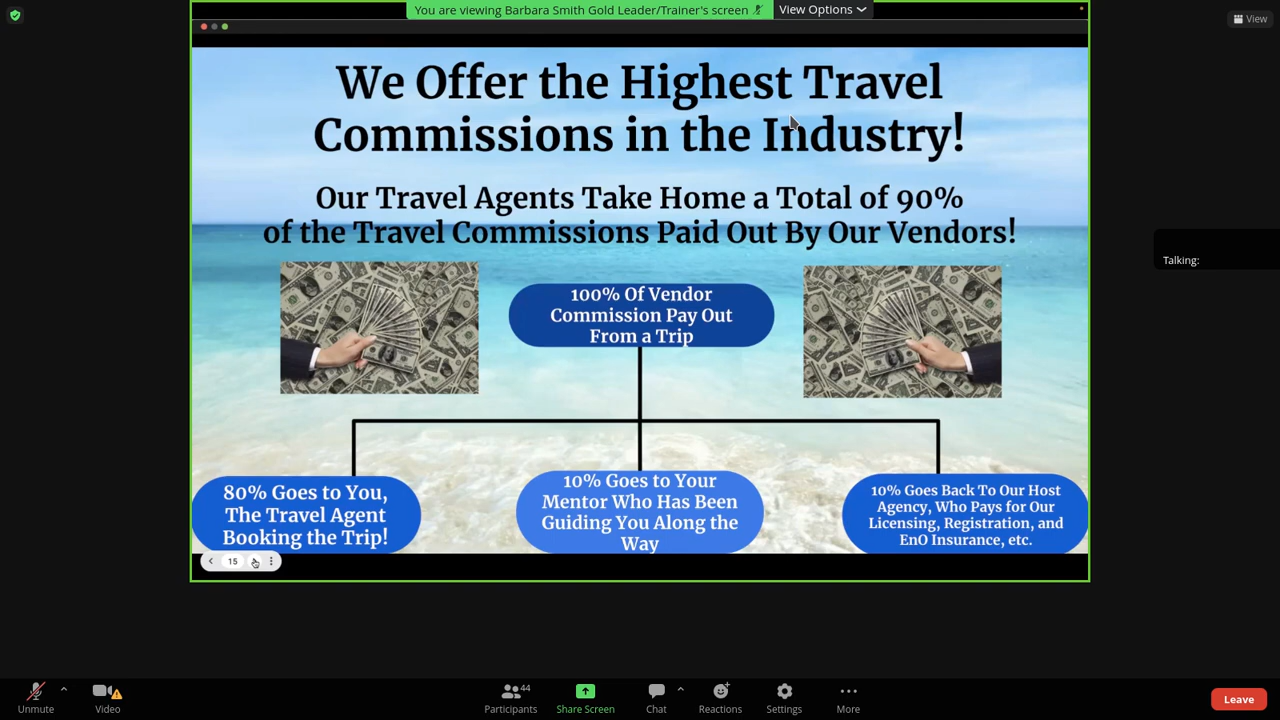 You are viewing Barbara Smith Gold Leader/Trainer's screen
View Options
View
We Offer the Highest Travel
Commissions in the Industry!
Our Travel Agents Take Home a Total of 90%
of the Travel Commissions Paid Out By Our Vendors!
Talking:
100% Of Vendor
Commission Pay Out
From a Trip
80% Goes to You,
The Travel Agent
Booking the Trip!
10% Goes to Your
Mentor Who Has Been
Guiding You Along the
Way
10% Goes Back To Our Host
Agency, Who Pays for Our
Licensing, Registration, and
EnO Insurance, etc.
15
Unmute
Video
Participants
44
Share Screen
Chat
Reactions
Settings
More
Leave